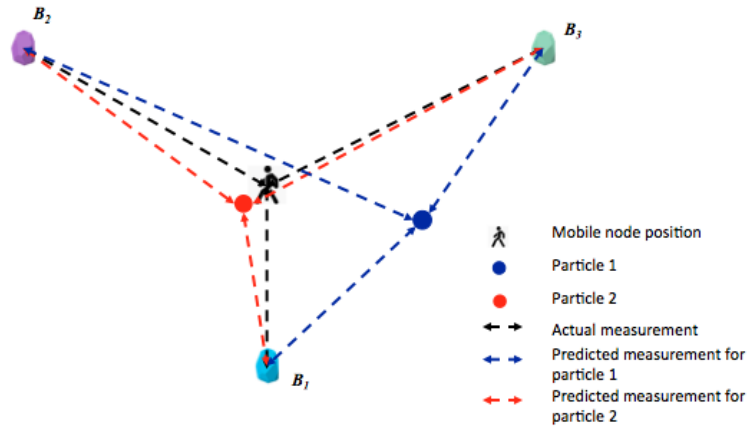 B2
B3
Mobile node position
Particle 1
Particle 2
Actual measurement
Predicted measurement for
particle 1
Predicted measurement for
particle 2
B1